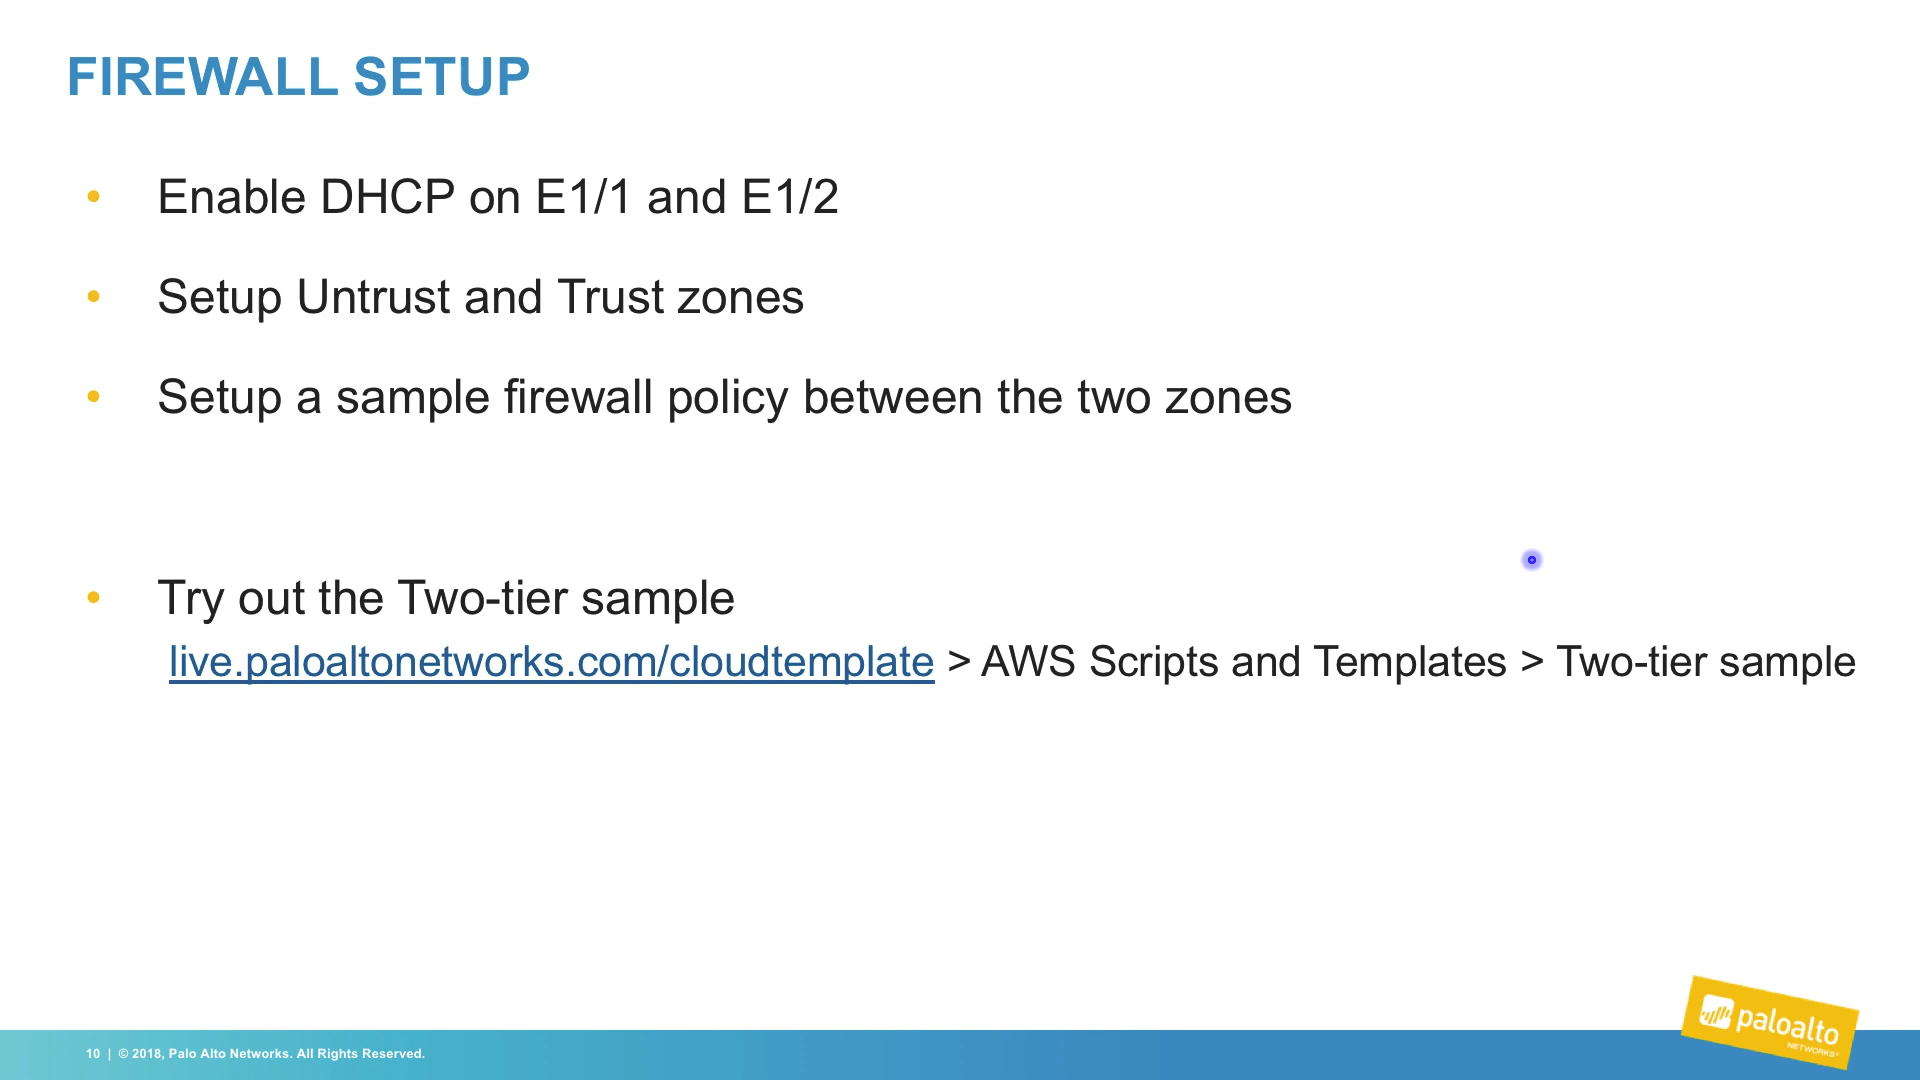 FIREWALL SETUP
• Enable DHCP on E1/1 and E1/2
• Setup Untrust and Trust zones
• Setup a sample firewall policy between the two zones
• Try out the Two-tier sample
live.paloaltonetworks.com/cloudtemplate > AWS Scripts and Templates > Two-tier sample
paloalto
NETWORKS®
10 | © 2018, Palo Alto Networks. All Rights Reserved.